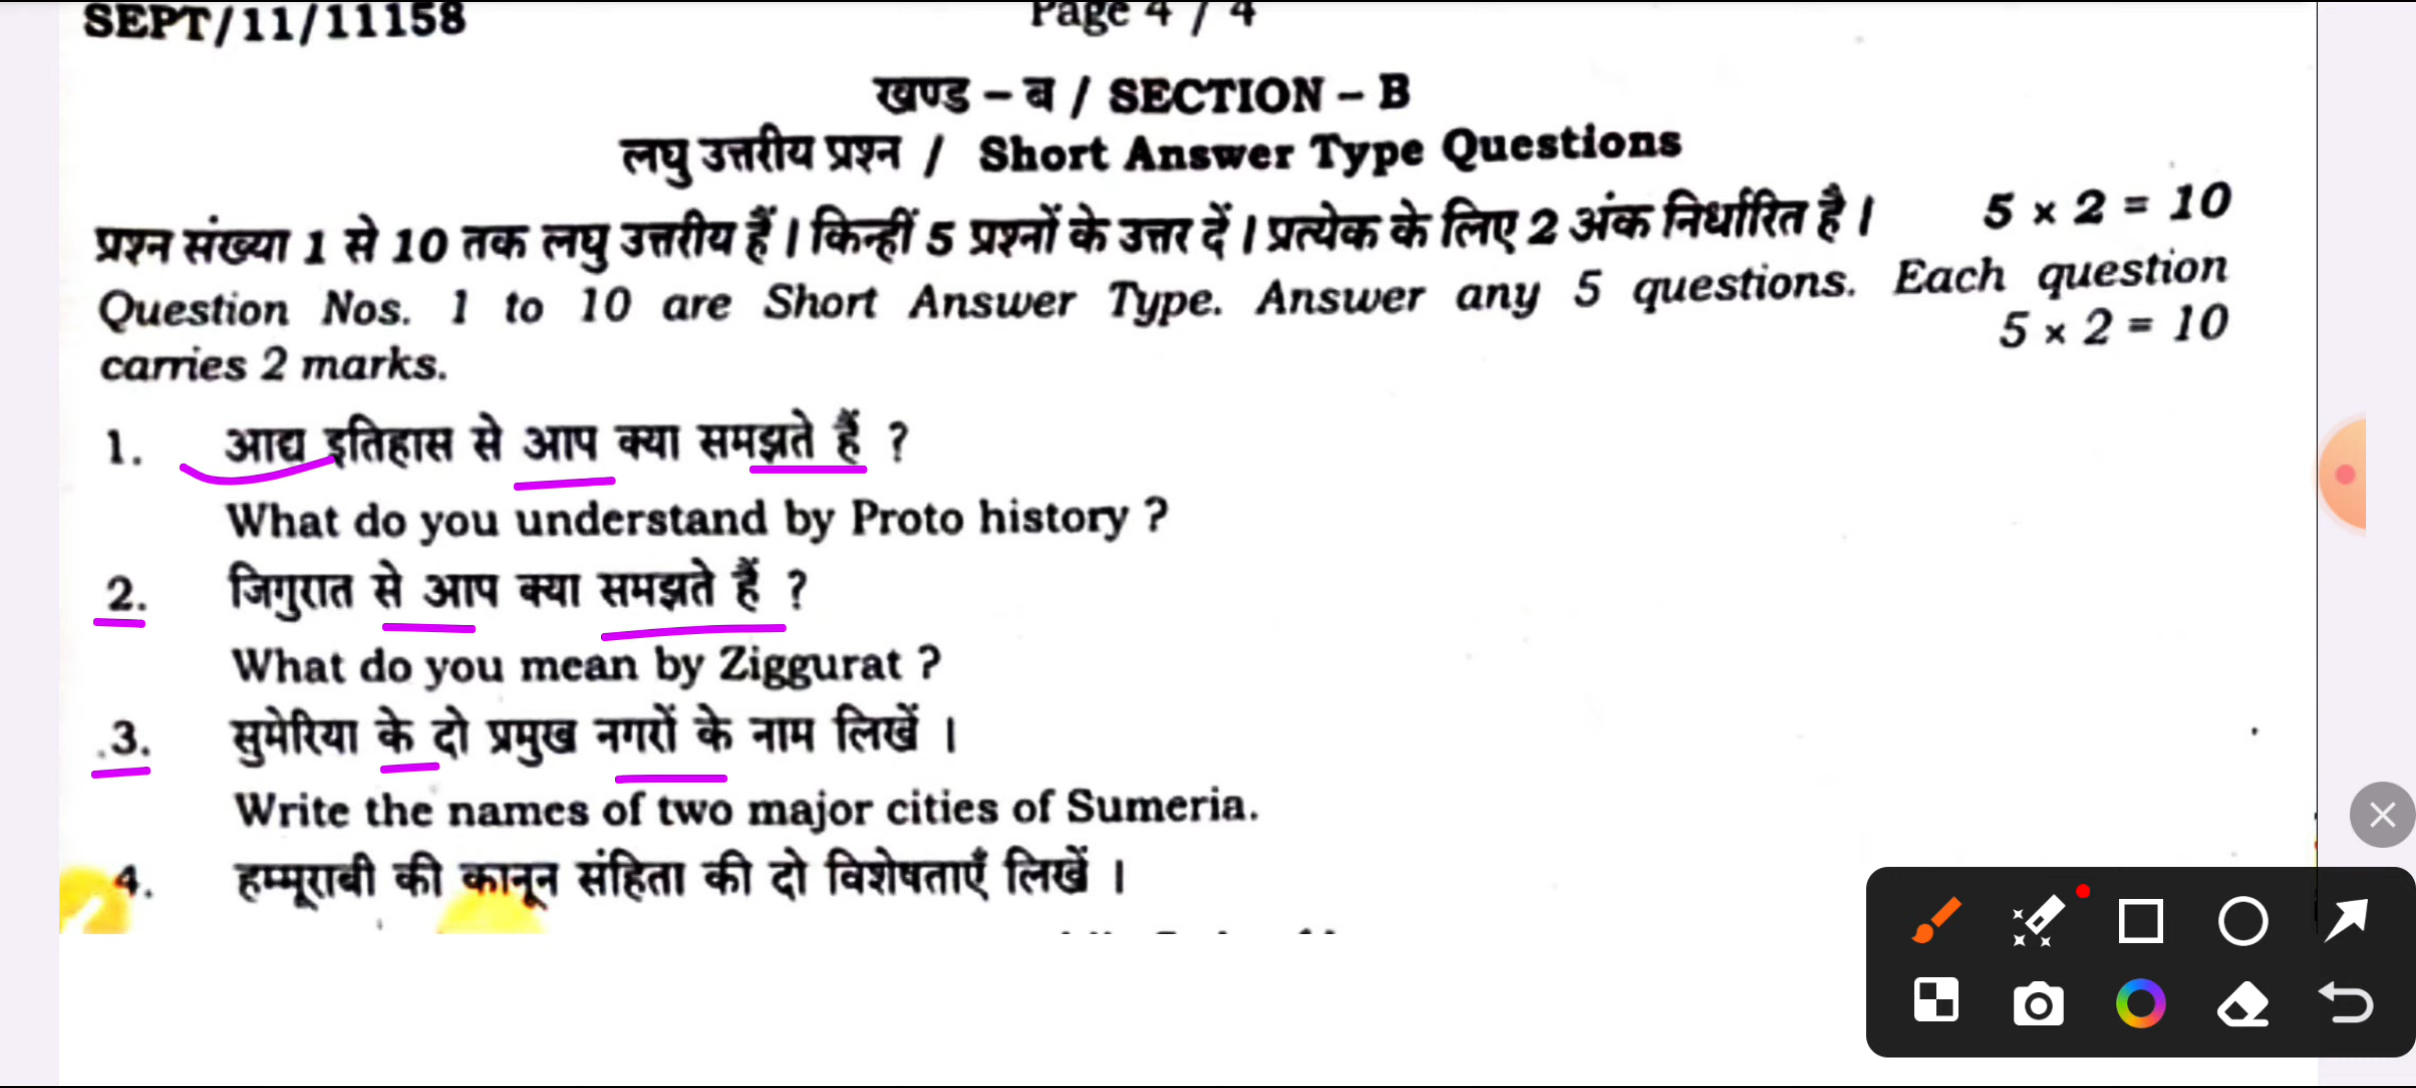 SEPT/11/11158
Page 4 / 4
खण्ड – ब / SECTION – B
लघु उत्तरीय प्रश्न / Short Answer Type Questions
प्रश्न संख्या 1 से 10 तक लघु उत्तरीय हैं । किन्हीं 5 प्रश्नों के उत्तर दें । प्रत्येक के लिए 2 अंक निर्धारित है । 5 × 2 = 10
Question Nos. 1 to 10 are Short Answer Type. Answer any 5 questions. Each question
carries 2 marks. 5 × 2 = 10
1. आद्य इतिहास से आप क्या समझते हैं ?
What do you understand by Proto history ?
2. जिगुरात से आप क्या समझते हैं ?
What do you mean by Ziggurat ?
3. सुमेरिया के दो प्रमुख नगरों के नाम लिखें ।
Write the names of two major cities of Sumeria.
4. हम्मूराबी की कानून संहिता की दो विशेषताएँ लिखें ।